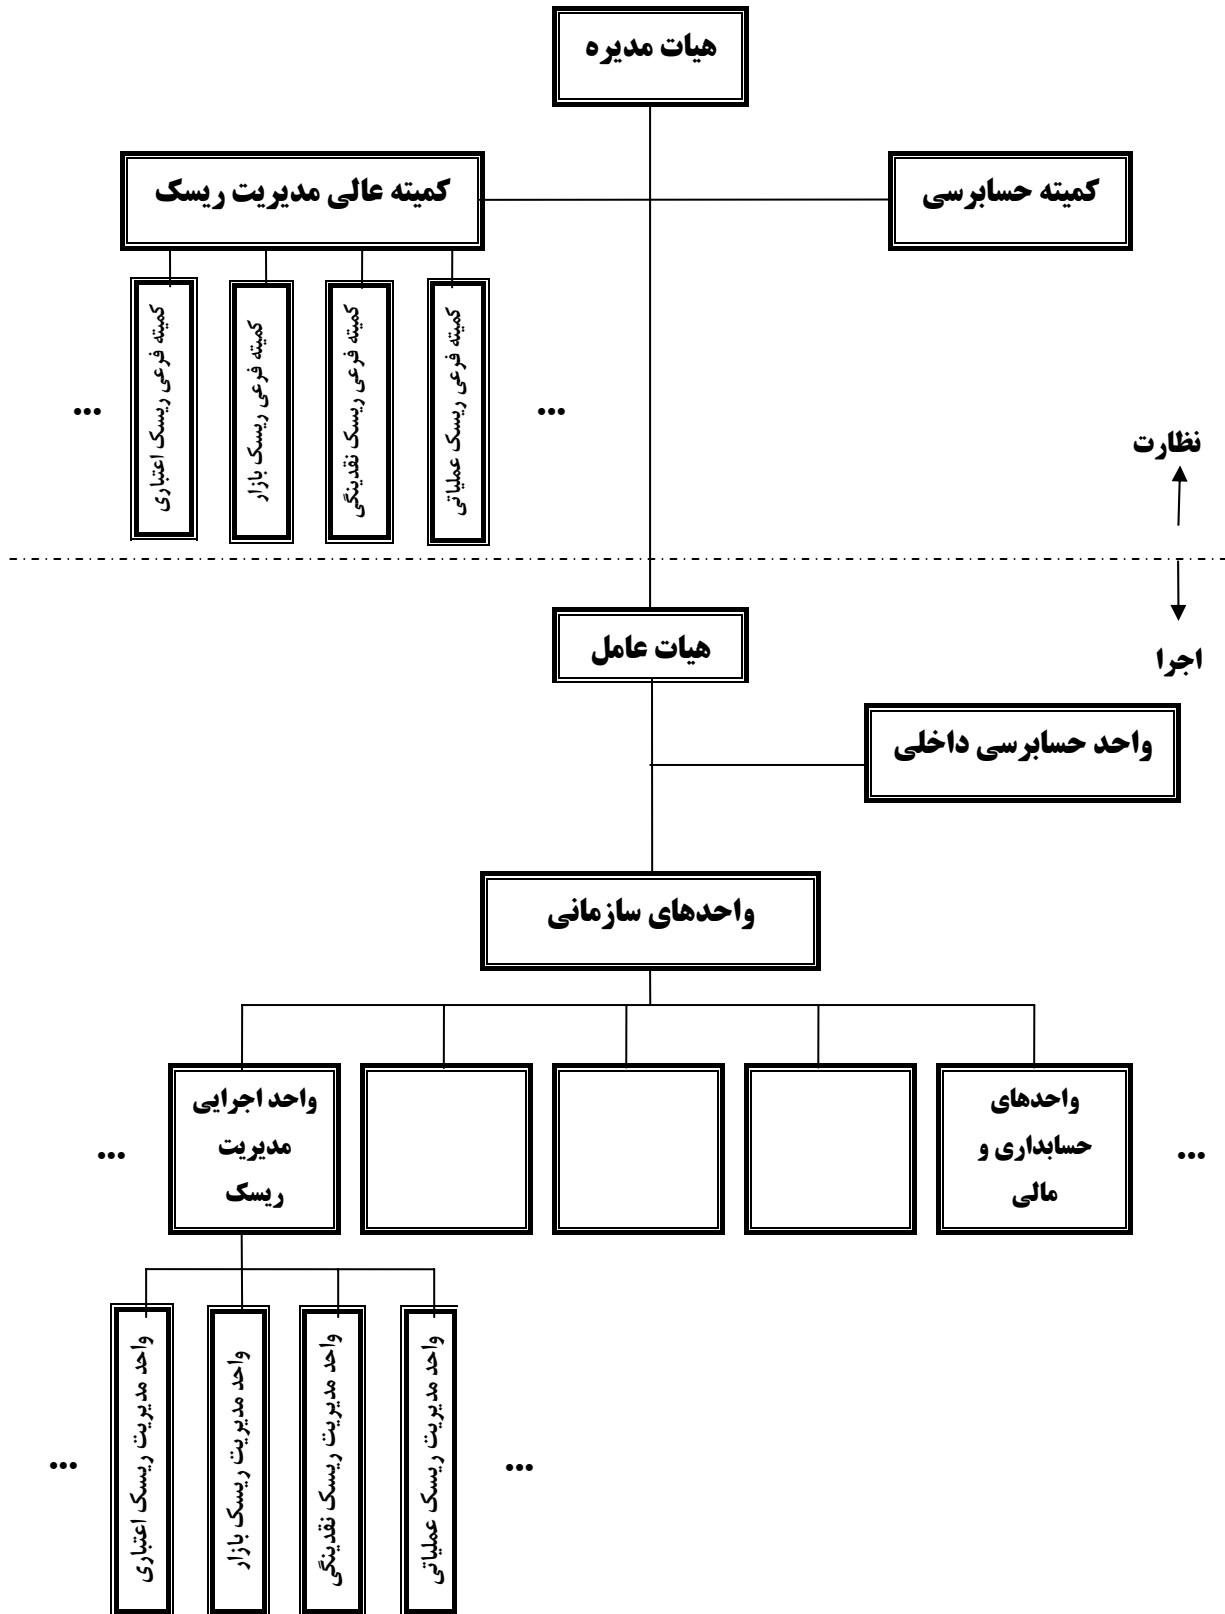 هیات مدیره
کمیته حسابرسی
کمیته عالی مدیریت ریسک
کمیته فرعی ریسک عملیاتی
کمیته فرعی ریسک نقدینگی
کمیته فرعی ریسک بازار
کمیته فرعی ریسک اعتباری
...
...
نظارت
اجرا
هیات عامل
واحد حسابرسی داخلی
واحدهای سازمانی
...
واحدهای
حسابداری و
مالی
واحد اجرایی
مدیریت
ریسک
...
...
واحد مدیریت ریسک عملیاتی
واحد مدیریت ریسک نقدینگی
واحد مدیریت ریسک بازار
واحد مدیریت ریسک اعتباری
...